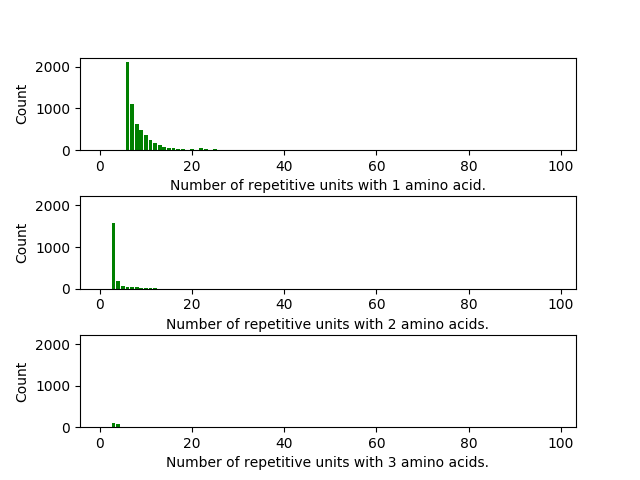 2000
1000
0
Count
0 20 40 60 80 100
Number of repetitive units with 1 amino acid.
2000
1000
0
Count
0 20 40 60 80 100
Number of repetitive units with 2 amino acids.
2000
1000
0
Count
0 20 40 60 80 100
Number of repetitive units with 3 amino acids.